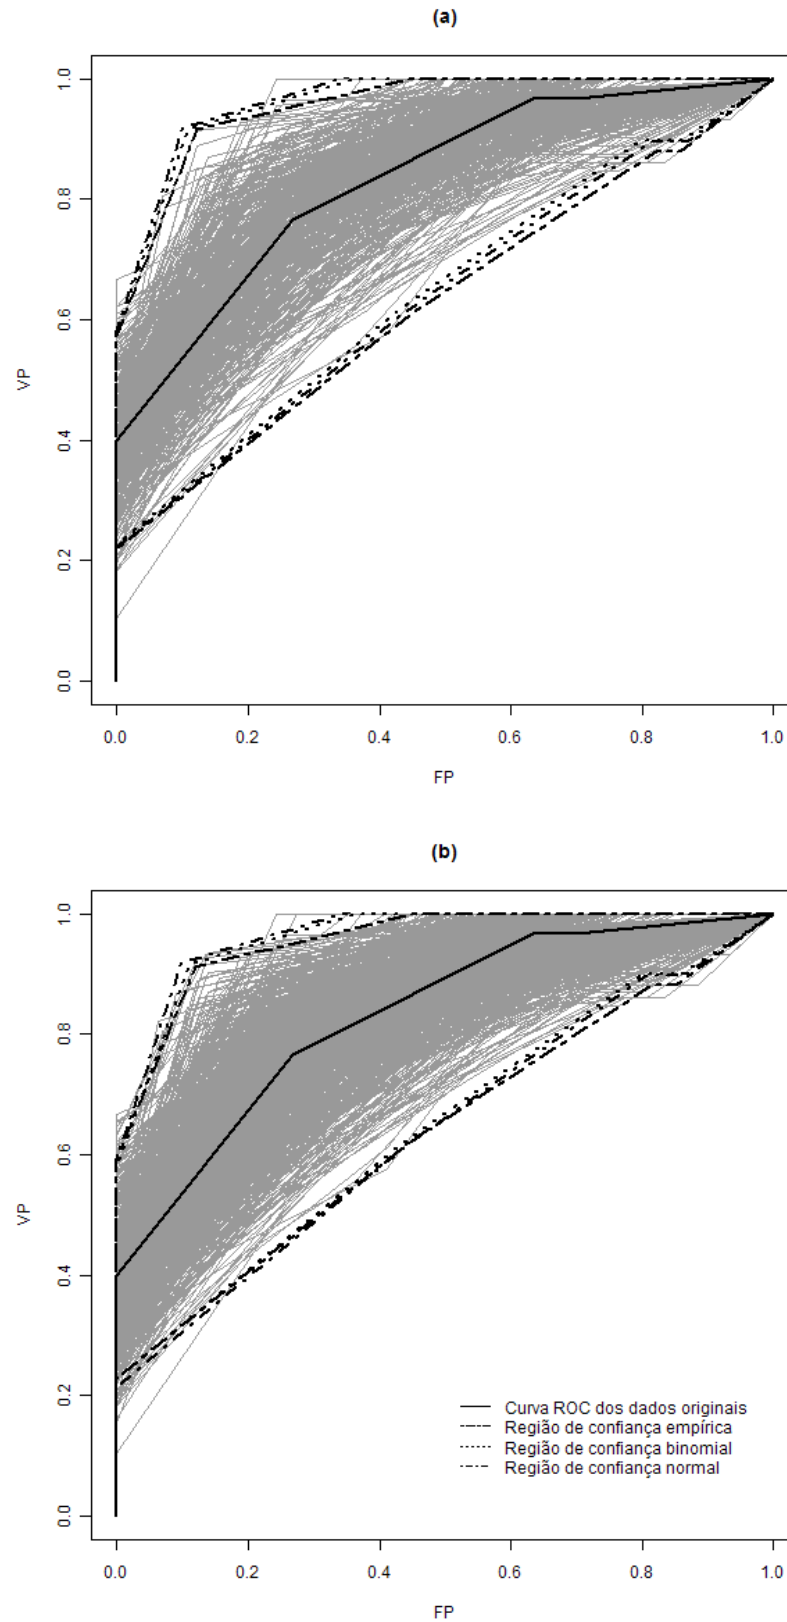 (a)
1.0
0.8
0.6
VP
0.4
0.2
0.0
0.0 0.2 0.4 0.6 0.8 1.0
FP
(b)
1.0
0.8
0.6
VP
0.4
0.2
0.0
Curva ROC dos dados originais
Região de confiança empírica
Região de confiança binomial
Região de confiança normal
0.0 0.2 0.4 0.6 0.8 1.0
FP